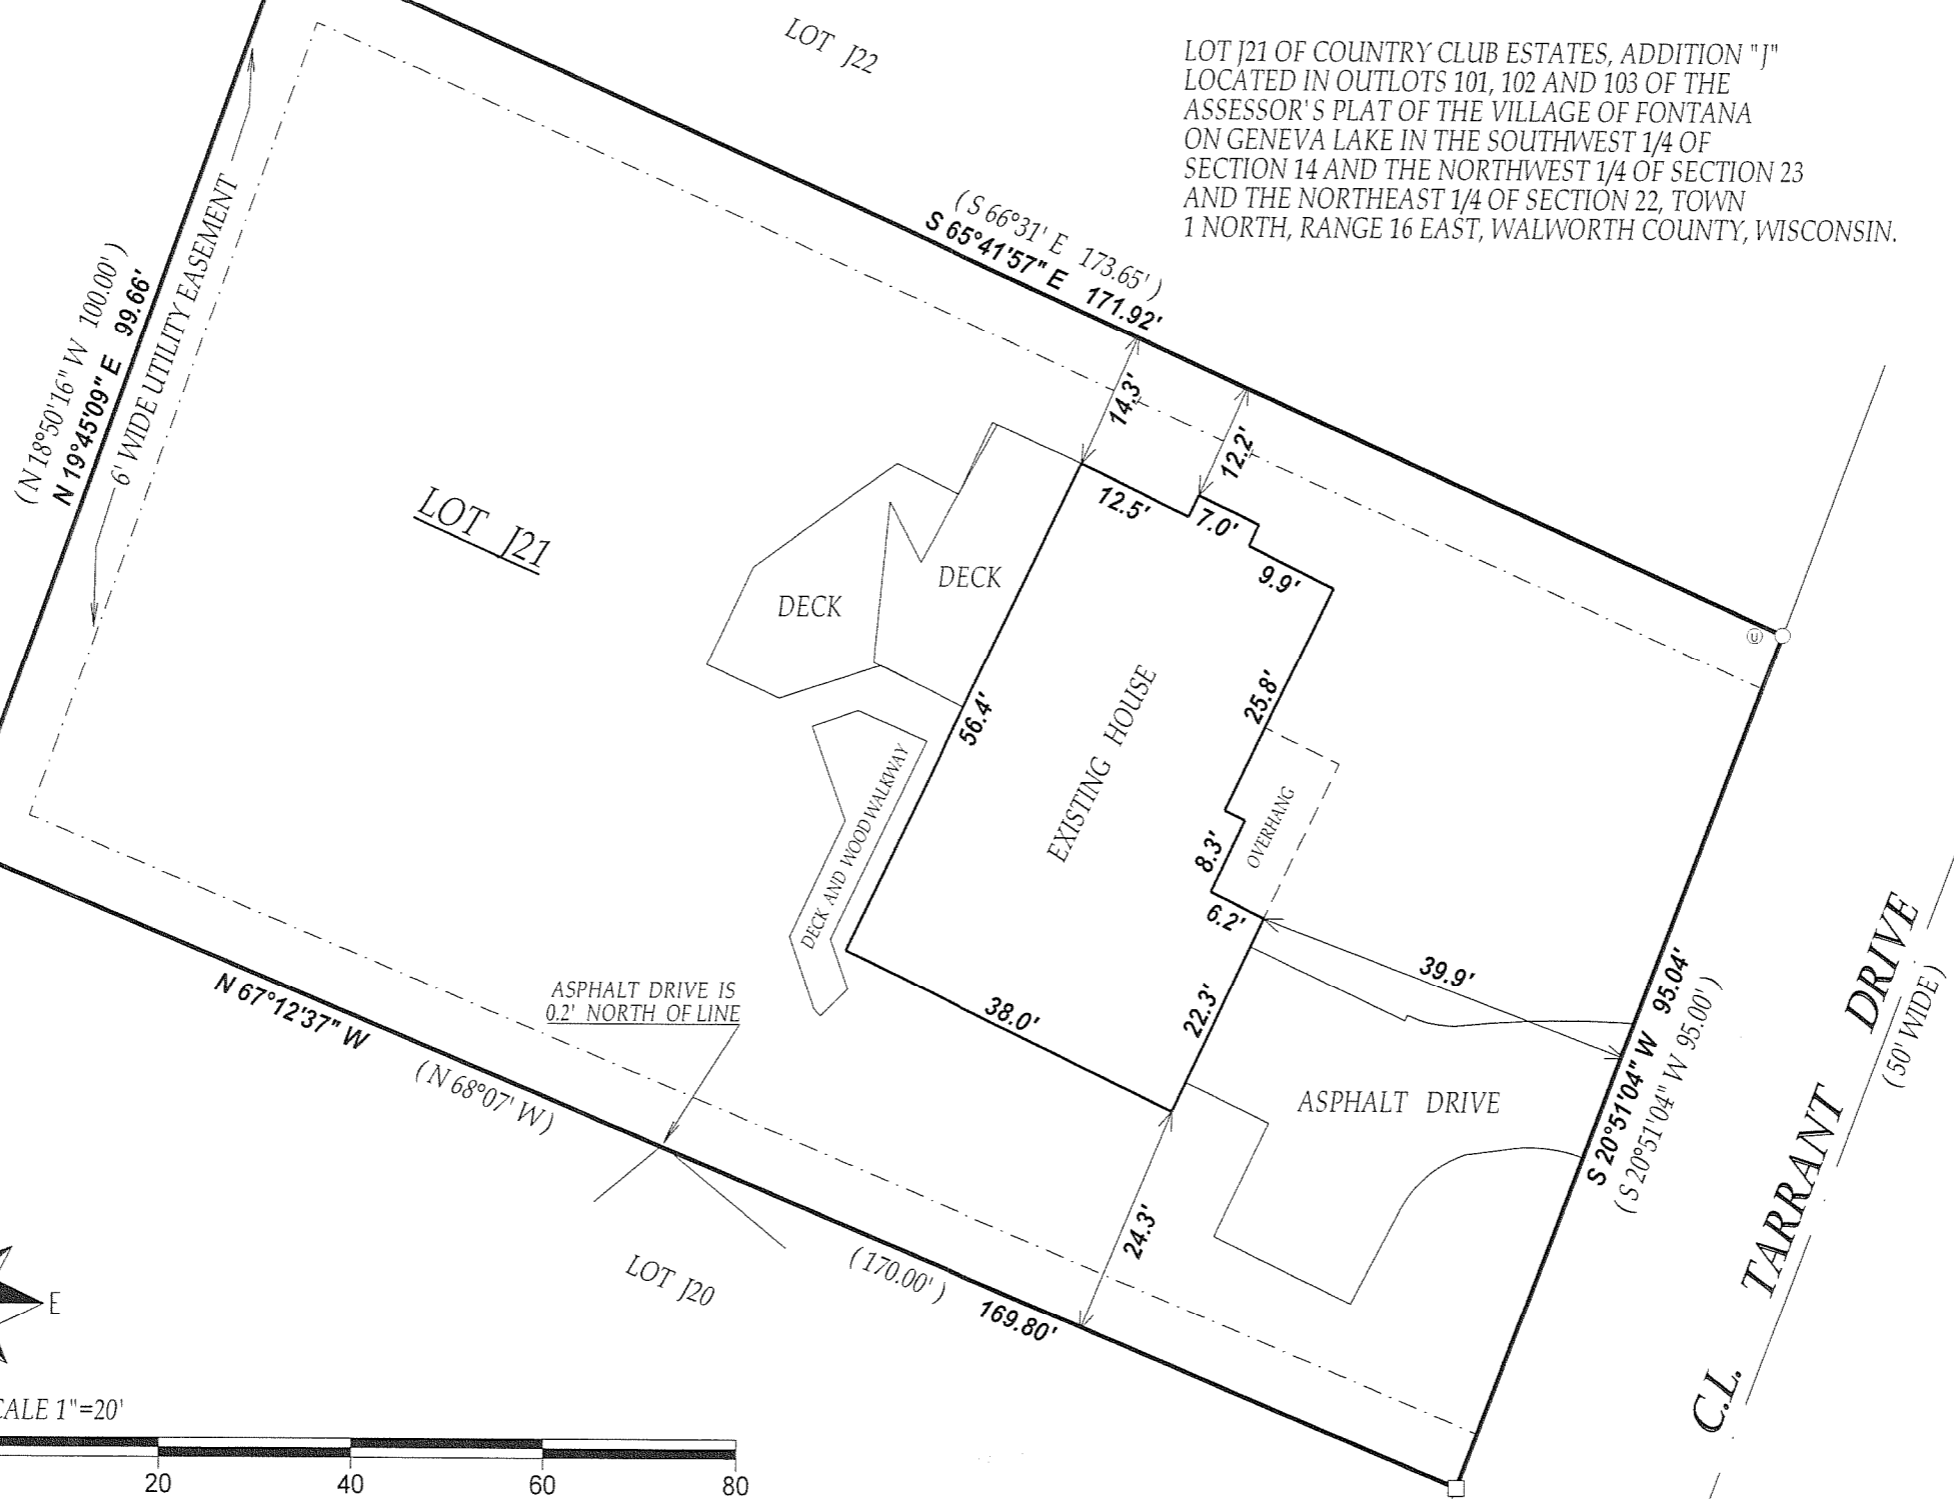 LOT J22
LOT J21 OF COUNTRY CLUB ESTATES, ADDITION "J"
LOCATED IN OUTLOTS 101, 102 AND 103 OF THE
ASSESSOR'S PLAT OF THE VILLAGE OF FONTANA
ON GENEVA LAKE IN THE SOUTHWEST 1/4 OF
SECTION 14 AND THE NORTHWEST 1/4 OF SECTION 23
AND THE NORTHEAST 1/4 OF SECTION 22, TOWN
1 NORTH, RANGE 16 EAST, WALWORTH COUNTY, WISCONSIN.
( S 66°31' E 173.65' )
S 65°41'57" E 171.92'
( N 18°50'16" W 100.00' )
N 19°45'09" E 99.66'
6' WIDE UTILITY EASEMENT
14.3'
12.2'
12.5'
7.0'
9.9'
LOT J21
DECK
DECK
U
56.4'
25.8'
EXISTING HOUSE
OVERHANG
8.3'
6.2'
DECK AND WOOD WALKWAY
39.9'
22.3'
38.0'
ASPHALT DRIVE IS
0.2' NORTH OF LINE
N 67°12'37" W
( N 68°07' W )
ASPHALT DRIVE
S 20°51'04" W 95.04'
( S 20°51'04" W 95.00' )
C.L. TARRANT DRIVE
( 50' WIDE )
24.3'
LOT J20
( 170.00' )
169.80'
E
CALE 1"=20'
20 40 60 80